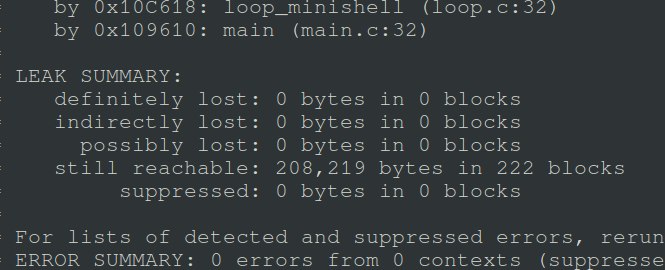 by 0x10C618: loop_minishell (loop.c:32)
by 0x109610: main (main.c:32)
LEAK SUMMARY:
definitely lost: 0 bytes in 0 blocks
indirectly lost: 0 bytes in 0 blocks
possibly lost: 0 bytes in 0 blocks
still reachable: 208,219 bytes in 222 blocks
suppressed: 0 bytes in 0 blocks
For lists of detected and suppressed errors, rerun
ERROR SUMMARY: 0 errors from 0 contexts (suppresse